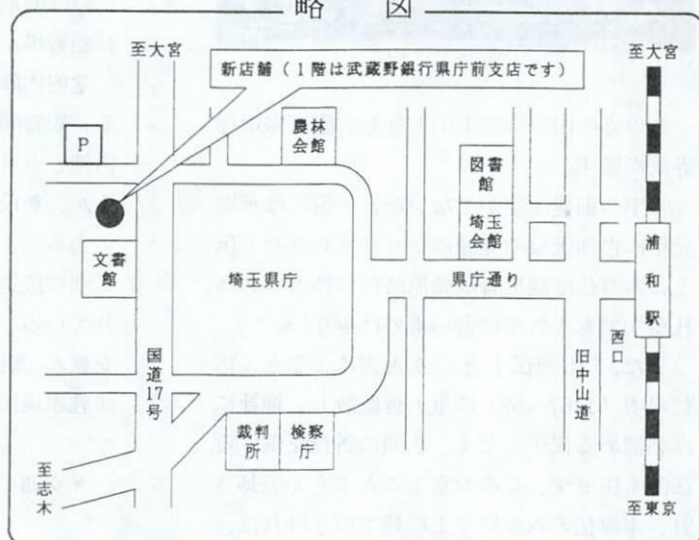 略図
至大宮
至大宮
新店舗（１階は武蔵野銀行県庁前支店です）
P
農林
会館
図書
館
埼玉
会館
文書
館
埼玉県庁
県庁通り
浦和駅
西口
旧中山道
国道17号
裁判
所
検察
庁
至志木
至東京